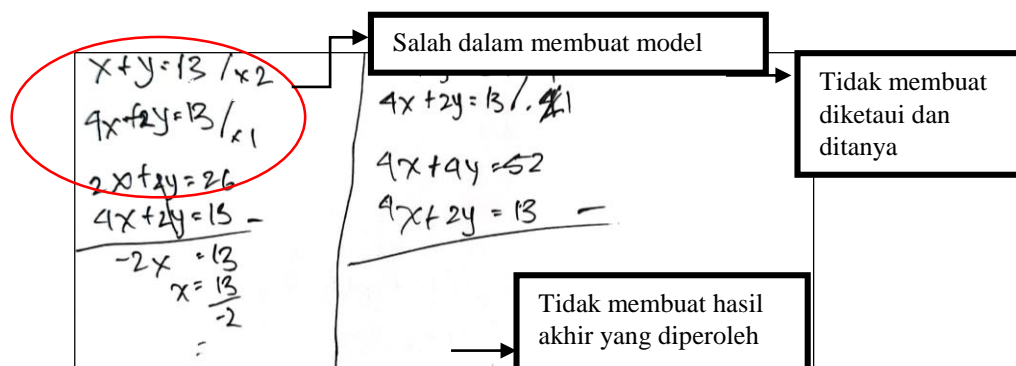 Salah dalam membuat model
Tidak membuat
diketaui dan
ditanya
x+y=13 /x2
4x+2y=13/x1
2x+2y=26
4x+2y=13 -
-2x =13
x=13
-2
=
4x+2y=13/.1
4x+4y=52
4x+2y=13 -
Tidak membuat hasil
akhir yang diperoleh